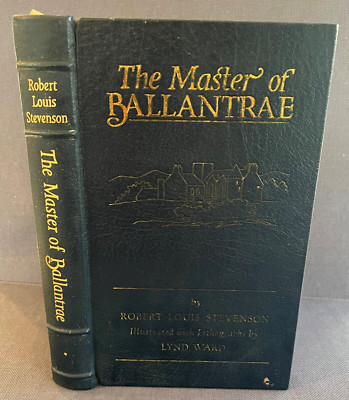 Robert
Louis
Stevenson
The Master of Ballantrae
The Master of
BALLANTRAE
by
ROBERT LOUIS STEVENSON
Illustrated with Lithographs by
LYND WARD